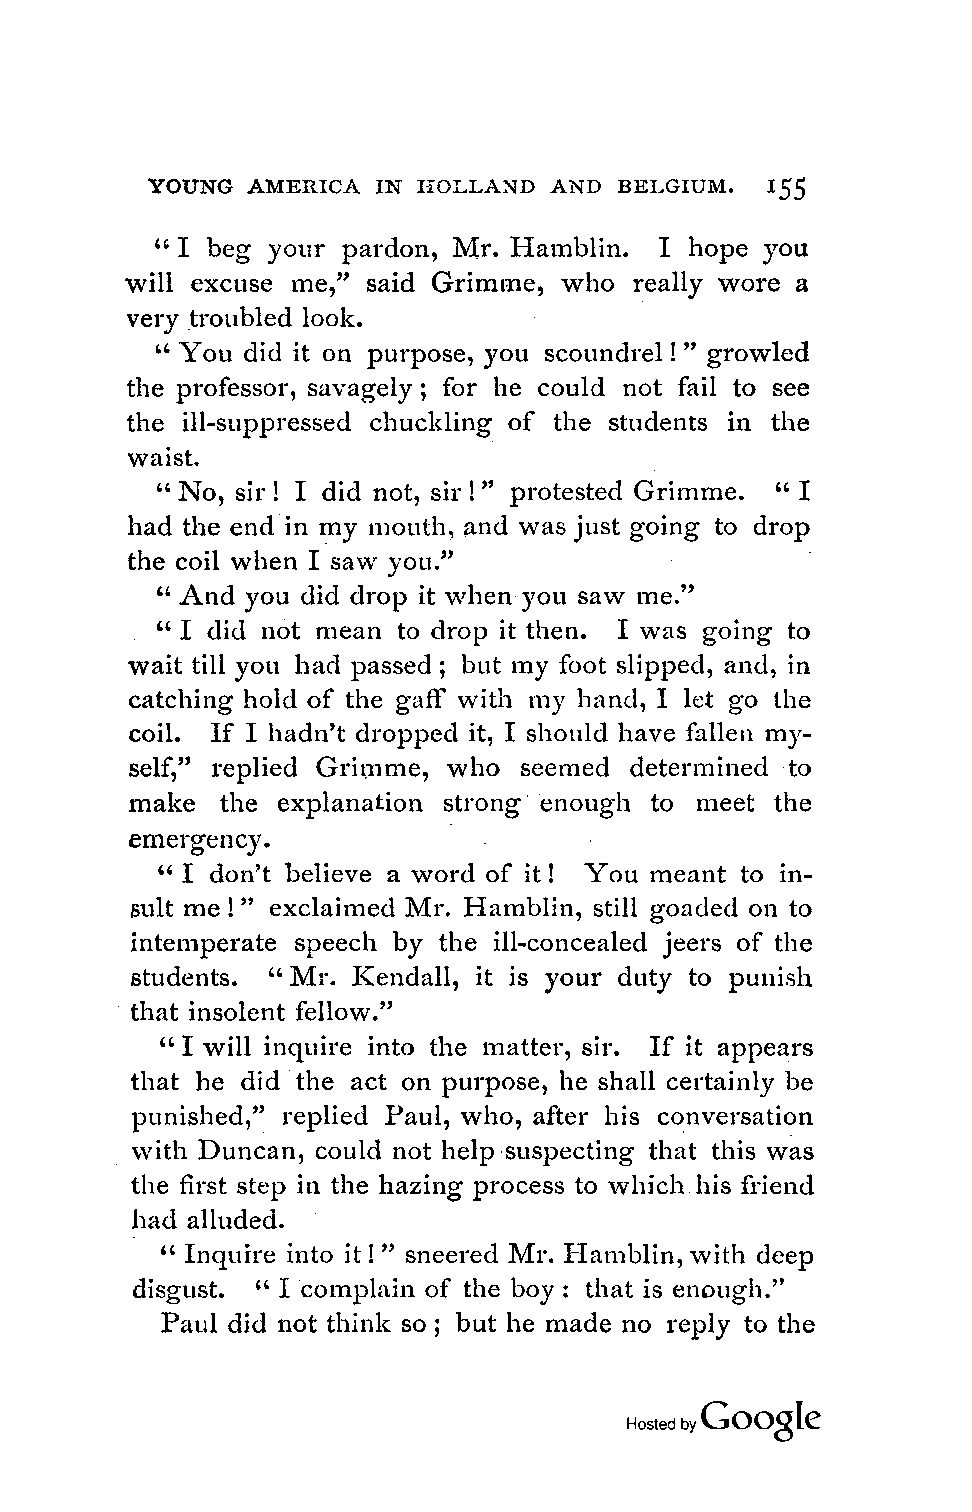 YOUNG AMERICA IN HOLLAND AND BELGIUM. 155
“ I beg your pardon, Mr. Hamblin. I hope you
will excuse me,” said Grimme, who really wore a
very troubled look.
“ You did it on purpose, you scoundrel ! ” growled
the professor, savagely ; for he could not fail to see
the ill-suppressed chuckling of the students in the
waist.
“ No, sir ! I did not, sir ! ” protested Grimme. “ I
had the end in my mouth, and was just going to drop
the coil when I saw you.”
“ And you did drop it when you saw me.”
“ I did not mean to drop it then. I was going to
wait till you had passed ; but my foot slipped, and, in
catching hold of the gaff with my hand, I let go the
coil. If I hadn’t dropped it, I should have fallen my-
self,” replied Grimme, who seemed determined to
make the explanation strong enough to meet the
emergency.
“ I don’t believe a word of it ! You meant to in-
sult me ! ” exclaimed Mr. Hamblin, still goaded on to
intemperate speech by the ill-concealed jeers of the
students. “ Mr. Kendall, it is your duty to punish
that insolent fellow.”
“ I will inquire into the matter, sir. If it appears
that he did the act on purpose, he shall certainly be
punished,” replied Paul, who, after his conversation
with Duncan, could not help suspecting that this was
the first step in the hazing process to which his friend
had alluded.
“ Inquire into it ! ” sneered Mr. Hamblin, with deep
disgust. “ I complain of the boy : that is enough.”
Paul did not think so ; but he made no reply to the
Hosted by Google